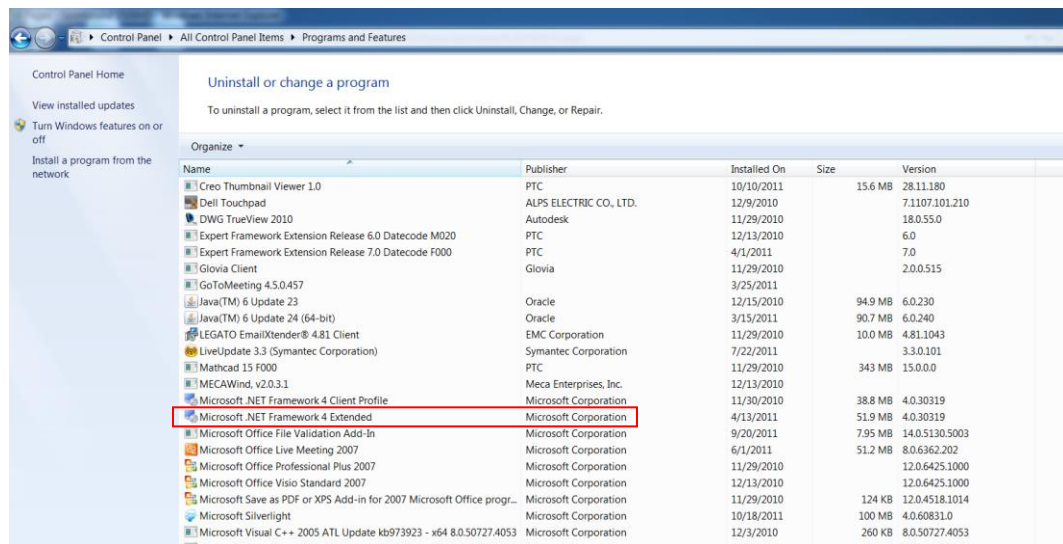 Control Panel ▸ All Control Panel Items ▸ Programs and Features
Control Panel Home
View installed updates
Turn Windows features on or
off
Install a program from the
network
Uninstall or change a program
To uninstall a program, select it from the list and then click Uninstall, Change, or Repair.
Organize
Name Publisher Installed On Size Version
Creo Thumbnail Viewer 1.0 PTC 10/10/2011 15.6 MB 28.11.180
Dell Touchpad ALPS ELECTRIC CO., LTD. 12/9/2010 7.1107.101.210
DWG TrueView 2010 Autodesk 11/29/2010 18.0.55.0
Expert Framework Extension Release 6.0 Datecode M020 PTC 12/13/2010 6.0
Expert Framework Extension Release 7.0 Datecode F000 PTC 4/1/2011 7.0
Glovia Client Glovia 11/29/2010 2.0.0.515
GoToMeeting 4.5.0.457 3/25/2011
Java(TM) 6 Update 23 Oracle 12/15/2010 94.9 MB 6.0.230
Java(TM) 6 Update 24 (64-bit) Oracle 3/15/2011 90.7 MB 6.0.240
LEGATO EmailXtender® 4.81 Client EMC Corporation 11/29/2010 10.0 MB 4.81.1043
LiveUpdate 3.3 (Symantec Corporation) Symantec Corporation 7/22/2011 3.3.0.101
Mathcad 15 F000 PTC 11/29/2010 343 MB 15.0.0.0
MECAWind, v2.0.3.1 Meca Enterprises, Inc. 12/13/2010
Microsoft .NET Framework 4 Client Profile Microsoft Corporation 11/30/2010 38.8 MB 4.0.30319
Microsoft .NET Framework 4 Extended Microsoft Corporation 4/13/2011 51.9 MB 4.0.30319
Microsoft Office File Validation Add-In Microsoft Corporation 9/20/2011 7.95 MB 14.0.5130.5003
Microsoft Office Live Meeting 2007 Microsoft Corporation 6/1/2011 51.2 MB 8.0.6362.202
Microsoft Office Professional Plus 2007 Microsoft Corporation 11/29/2010 12.0.6425.1000
Microsoft Office Visio Standard 2007 Microsoft Corporation 12/13/2010 12.0.6425.1000
Microsoft Save as PDF or XPS Add-in for 2007 Microsoft Office progr... Microsoft Corporation 11/29/2010 124 KB 12.0.4518.1014
Microsoft Silverlight Microsoft Corporation 10/18/2011 100 MB 4.0.60831.0
Microsoft Visual C++ 2005 ATL Update kb973923 - x64 8.0.50727.4053 Microsoft Corporation 12/3/2010 260 KB 8.0.50727.4053